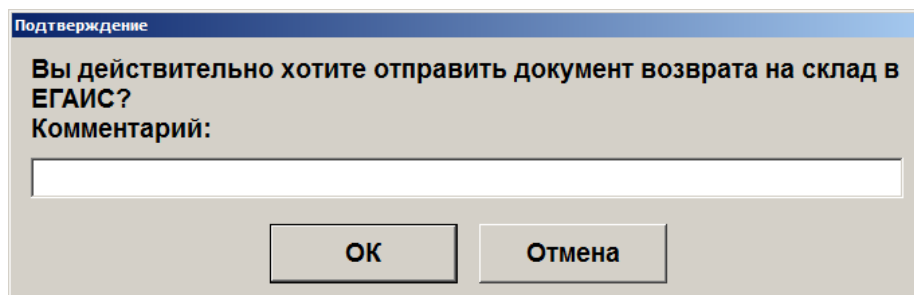 Подтверждение
Вы действительно хотите отправить документ возврата на склад в
ЕГАИС?
Комментарий:
ОК
Отмена